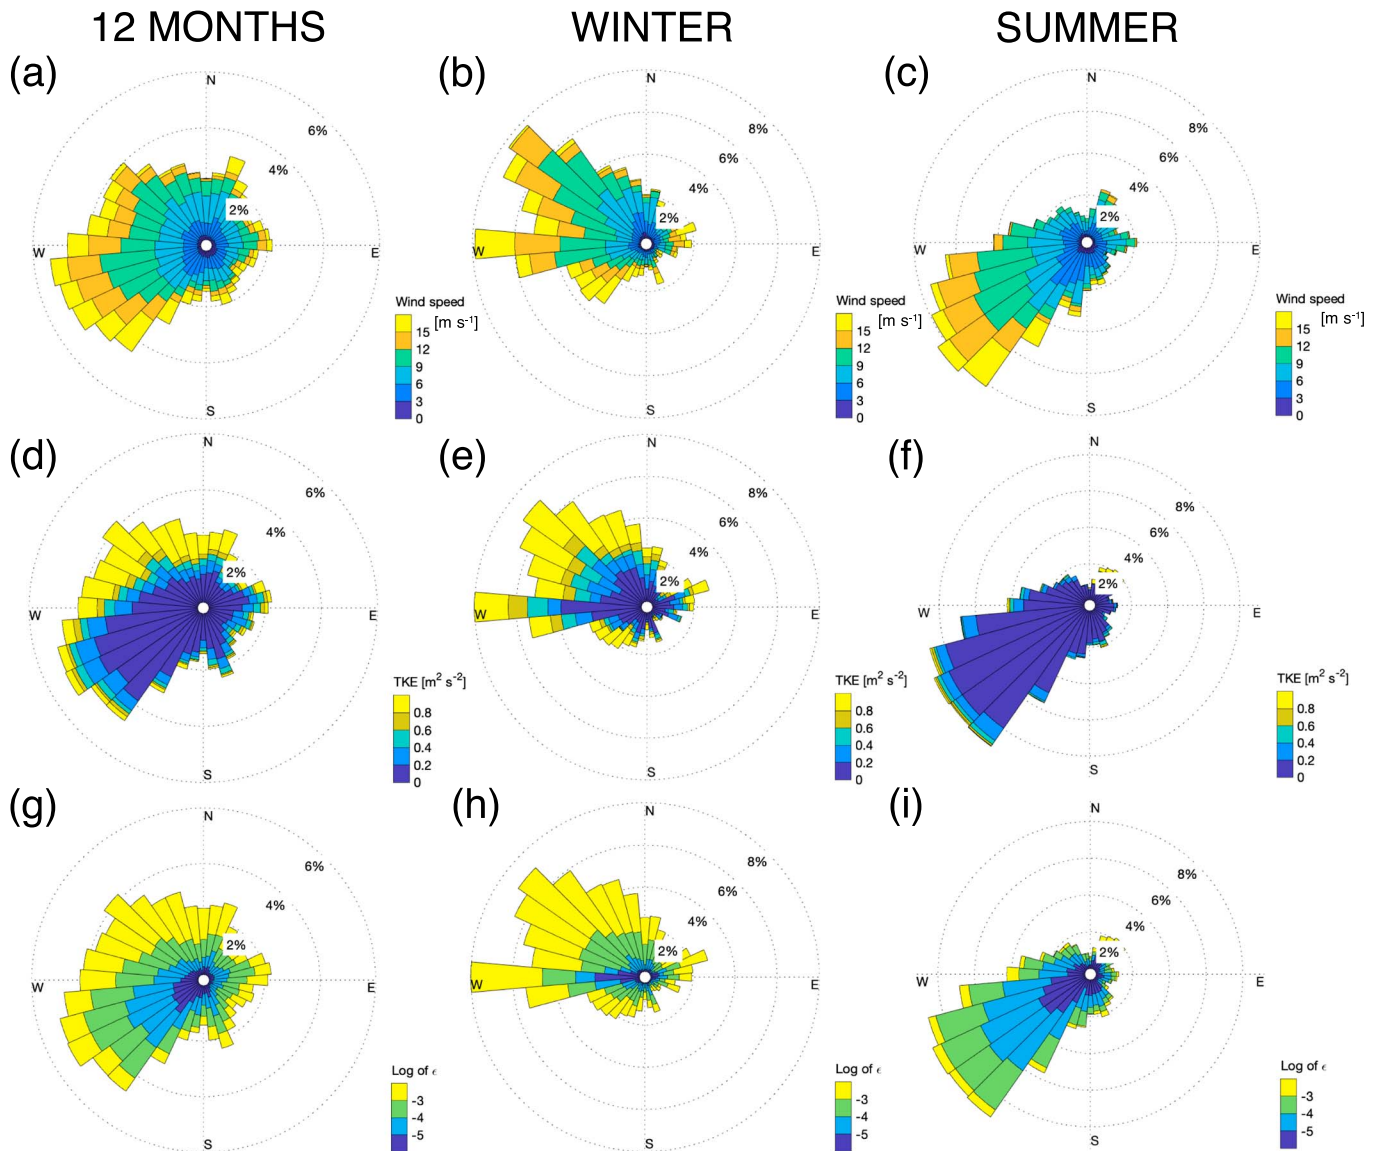 12 MONTHS WINTER SUMMER
(a) (b) (c)
N
6%
4%
2%
W E
S
Wind speed
[m s-1]
15
12
9
6
3
0
N
8%
6%
4%
2%
W E
S
Wind speed
[m s-1]
15
12
9
6
3
0
N
8%
6%
4%
2%
W E
S
Wind speed
[m s-1]
15
12
9
6
3
0
(d) (e) (f)
N
6%
4%
2%
W E
S
TKE [m2 s-2]
0.8
0.6
0.4
0.2
0
N
8%
6%
4%
2%
W E
S
TKE [m2 s-2]
0.8
0.6
0.4
0.2
0
N
8%
6%
4%
2%
W E
S
TKE [m2 s-2]
0.8
0.6
0.4
0.2
0
(g) (h) (i)
N
6%
4%
2%
W E
S
Log of ϵ
-3
-4
-5
N
8%
6%
4%
2%
W E
S
Log of ϵ
-3
-4
-5
N
8%
6%
4%
2%
W E
S
Log of ϵ
-3
-4
-5